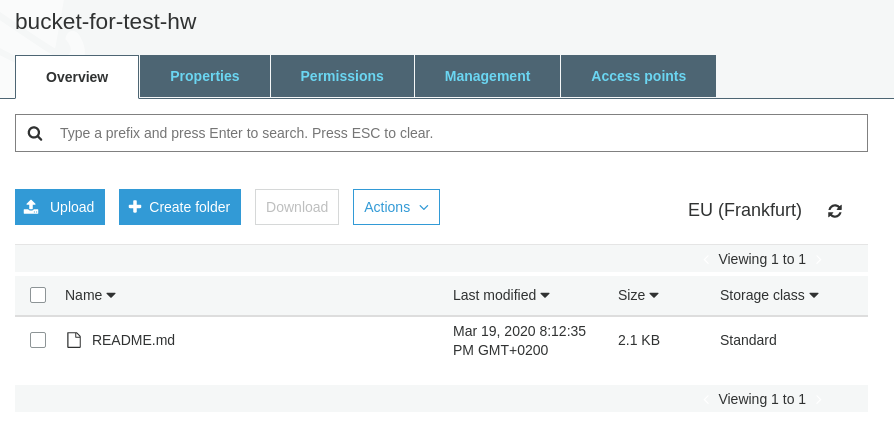 bucket-for-test-hw
Overview Properties Permissions Management Access points
Type a prefix and press Enter to search. Press ESC to clear.
Upload Create folder Download Actions EU (Frankfurt)
Viewing 1 to 1
Name Last modified Size Storage class
README.md Mar 19, 2020 8:12:35 PM GMT+0200 2.1 KB Standard
Viewing 1 to 1